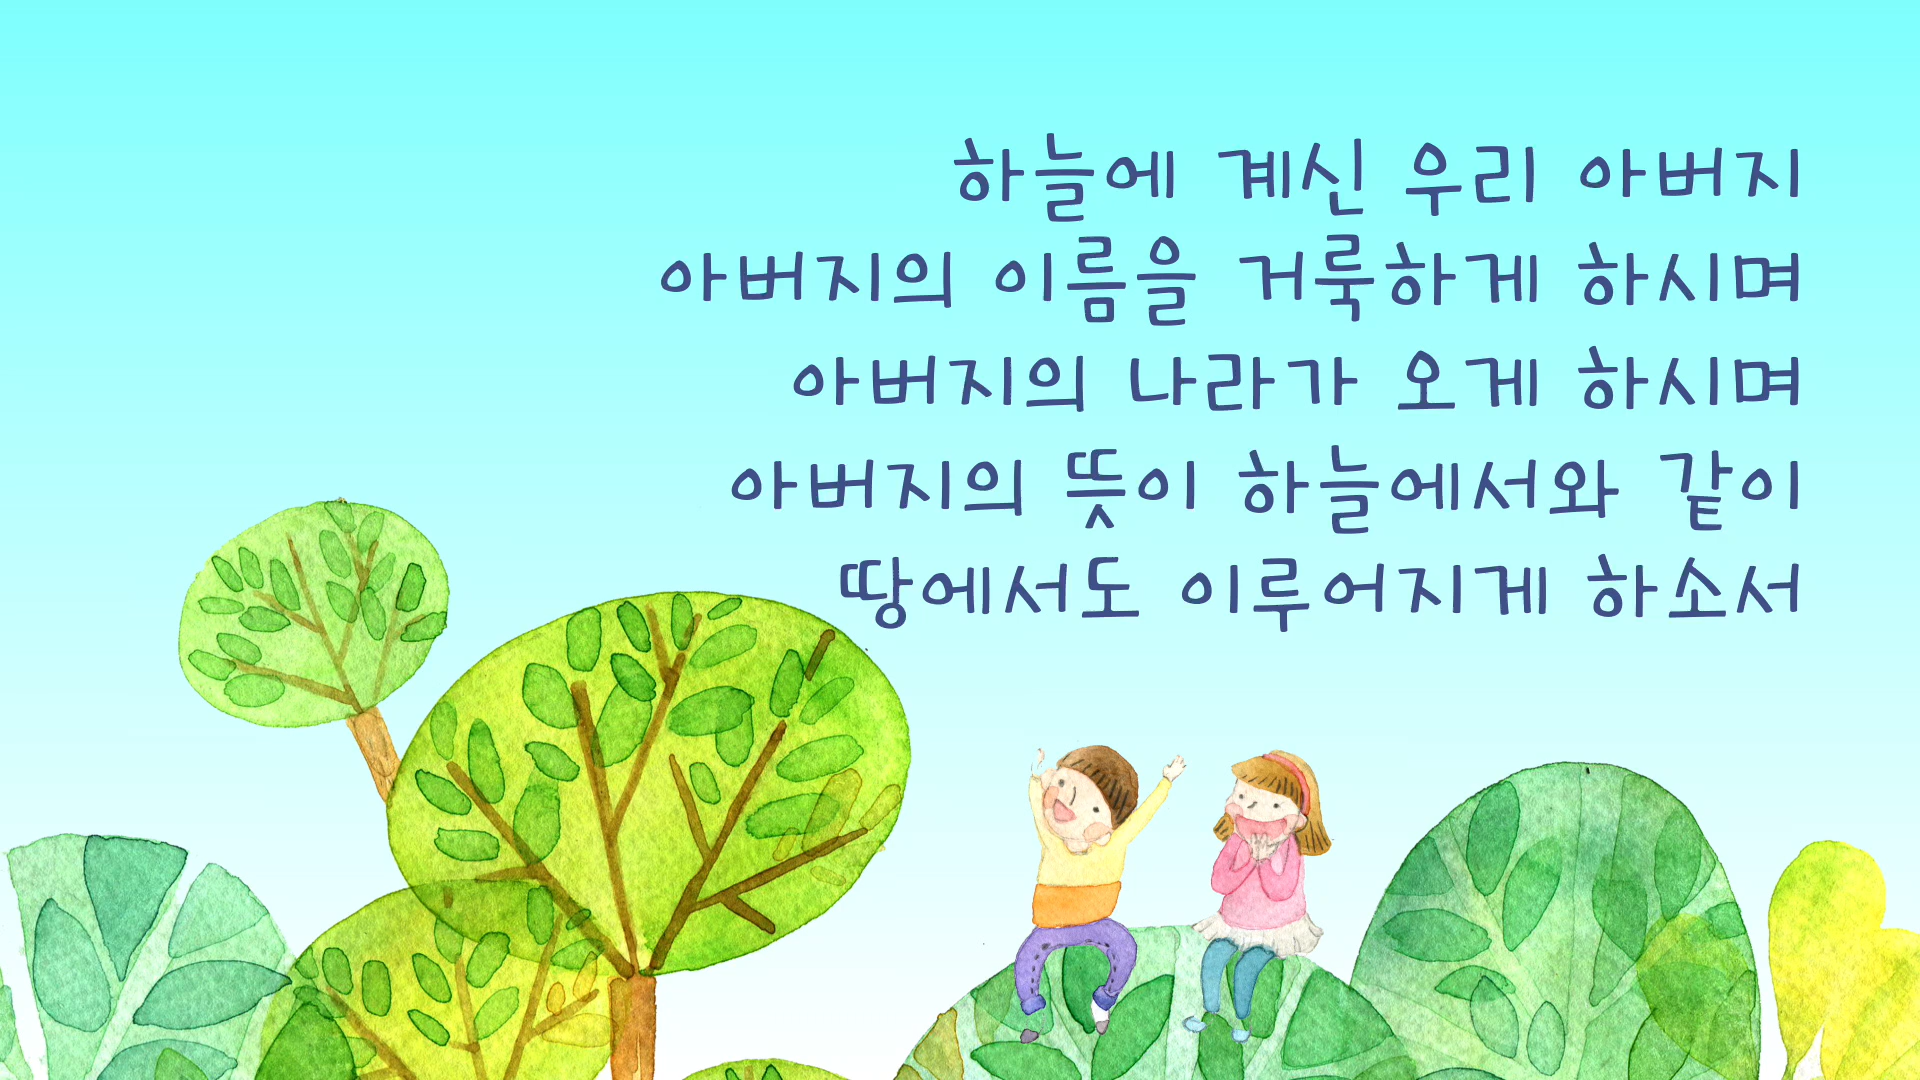 하늘에 계신 우리 아버지
아버지의 이름을 거룩하게 하시며
아버지의 나라가 오게 하시며
아버지의 뜻이 하늘에서와 같이
땅에서도 이루어지게 하소서